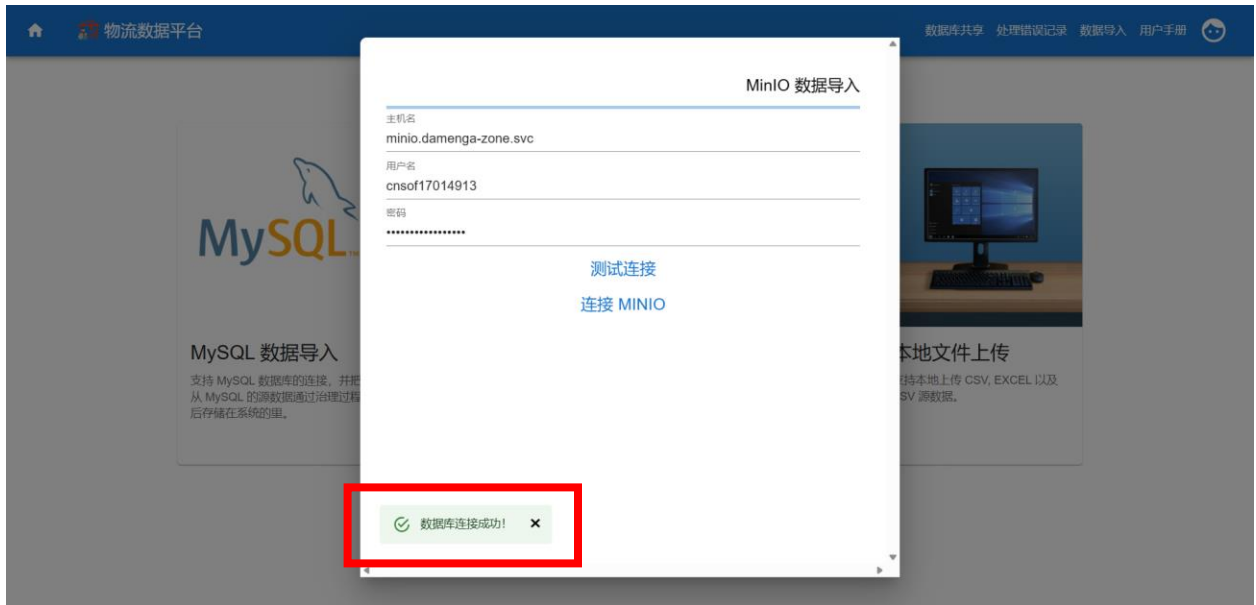 物流数据平台
数据库共享 处理错误记录 数据导入 用户手册
MinIO 数据导入
主机名
minio.damenga-zone.svc
用户名
cnsof17014913
密码
•••••••••••••••••
测试连接
连接 MINIO
MySQL
MySQL 数据导入
支持 MySQL 数据库的连接，并把
从 MySQL 的源数据通过治理过程
后存储在系统的里。
本地文件上传
支持本地上传 CSV, EXCEL 以及
SV 源数据。
数据库连接成功!